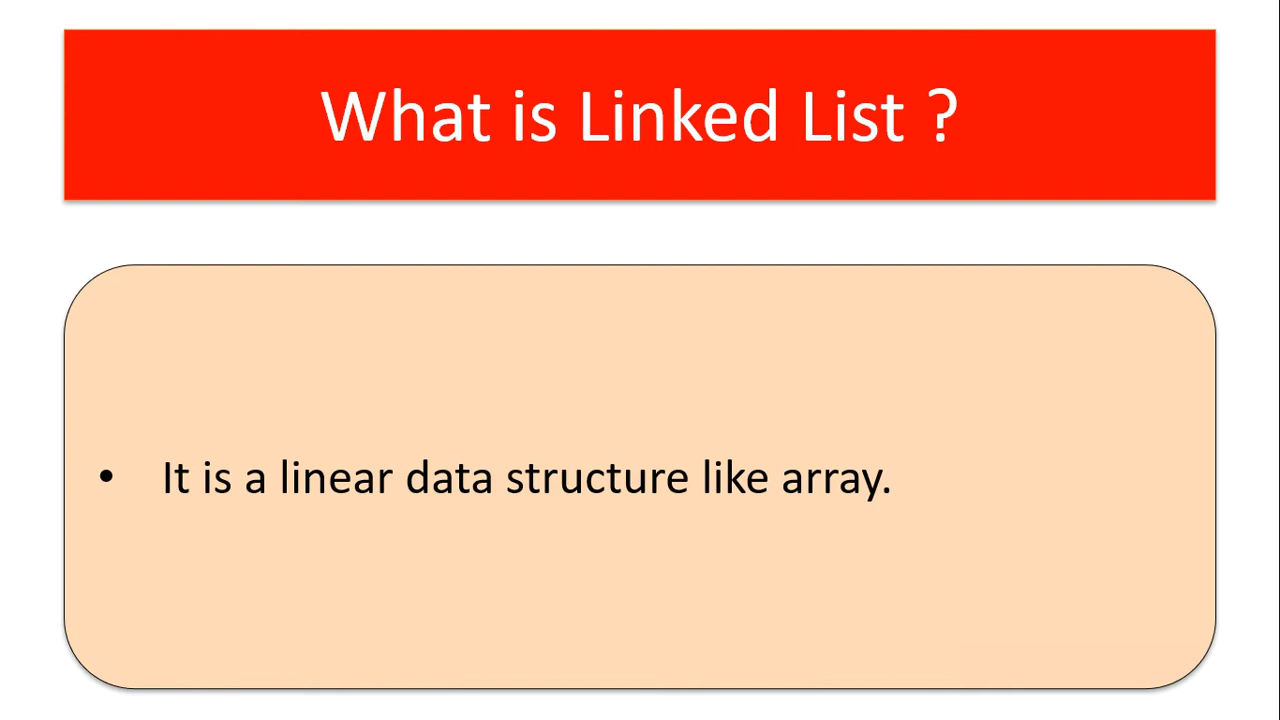 What is Linked List ?
• It is a linear data structure like array.